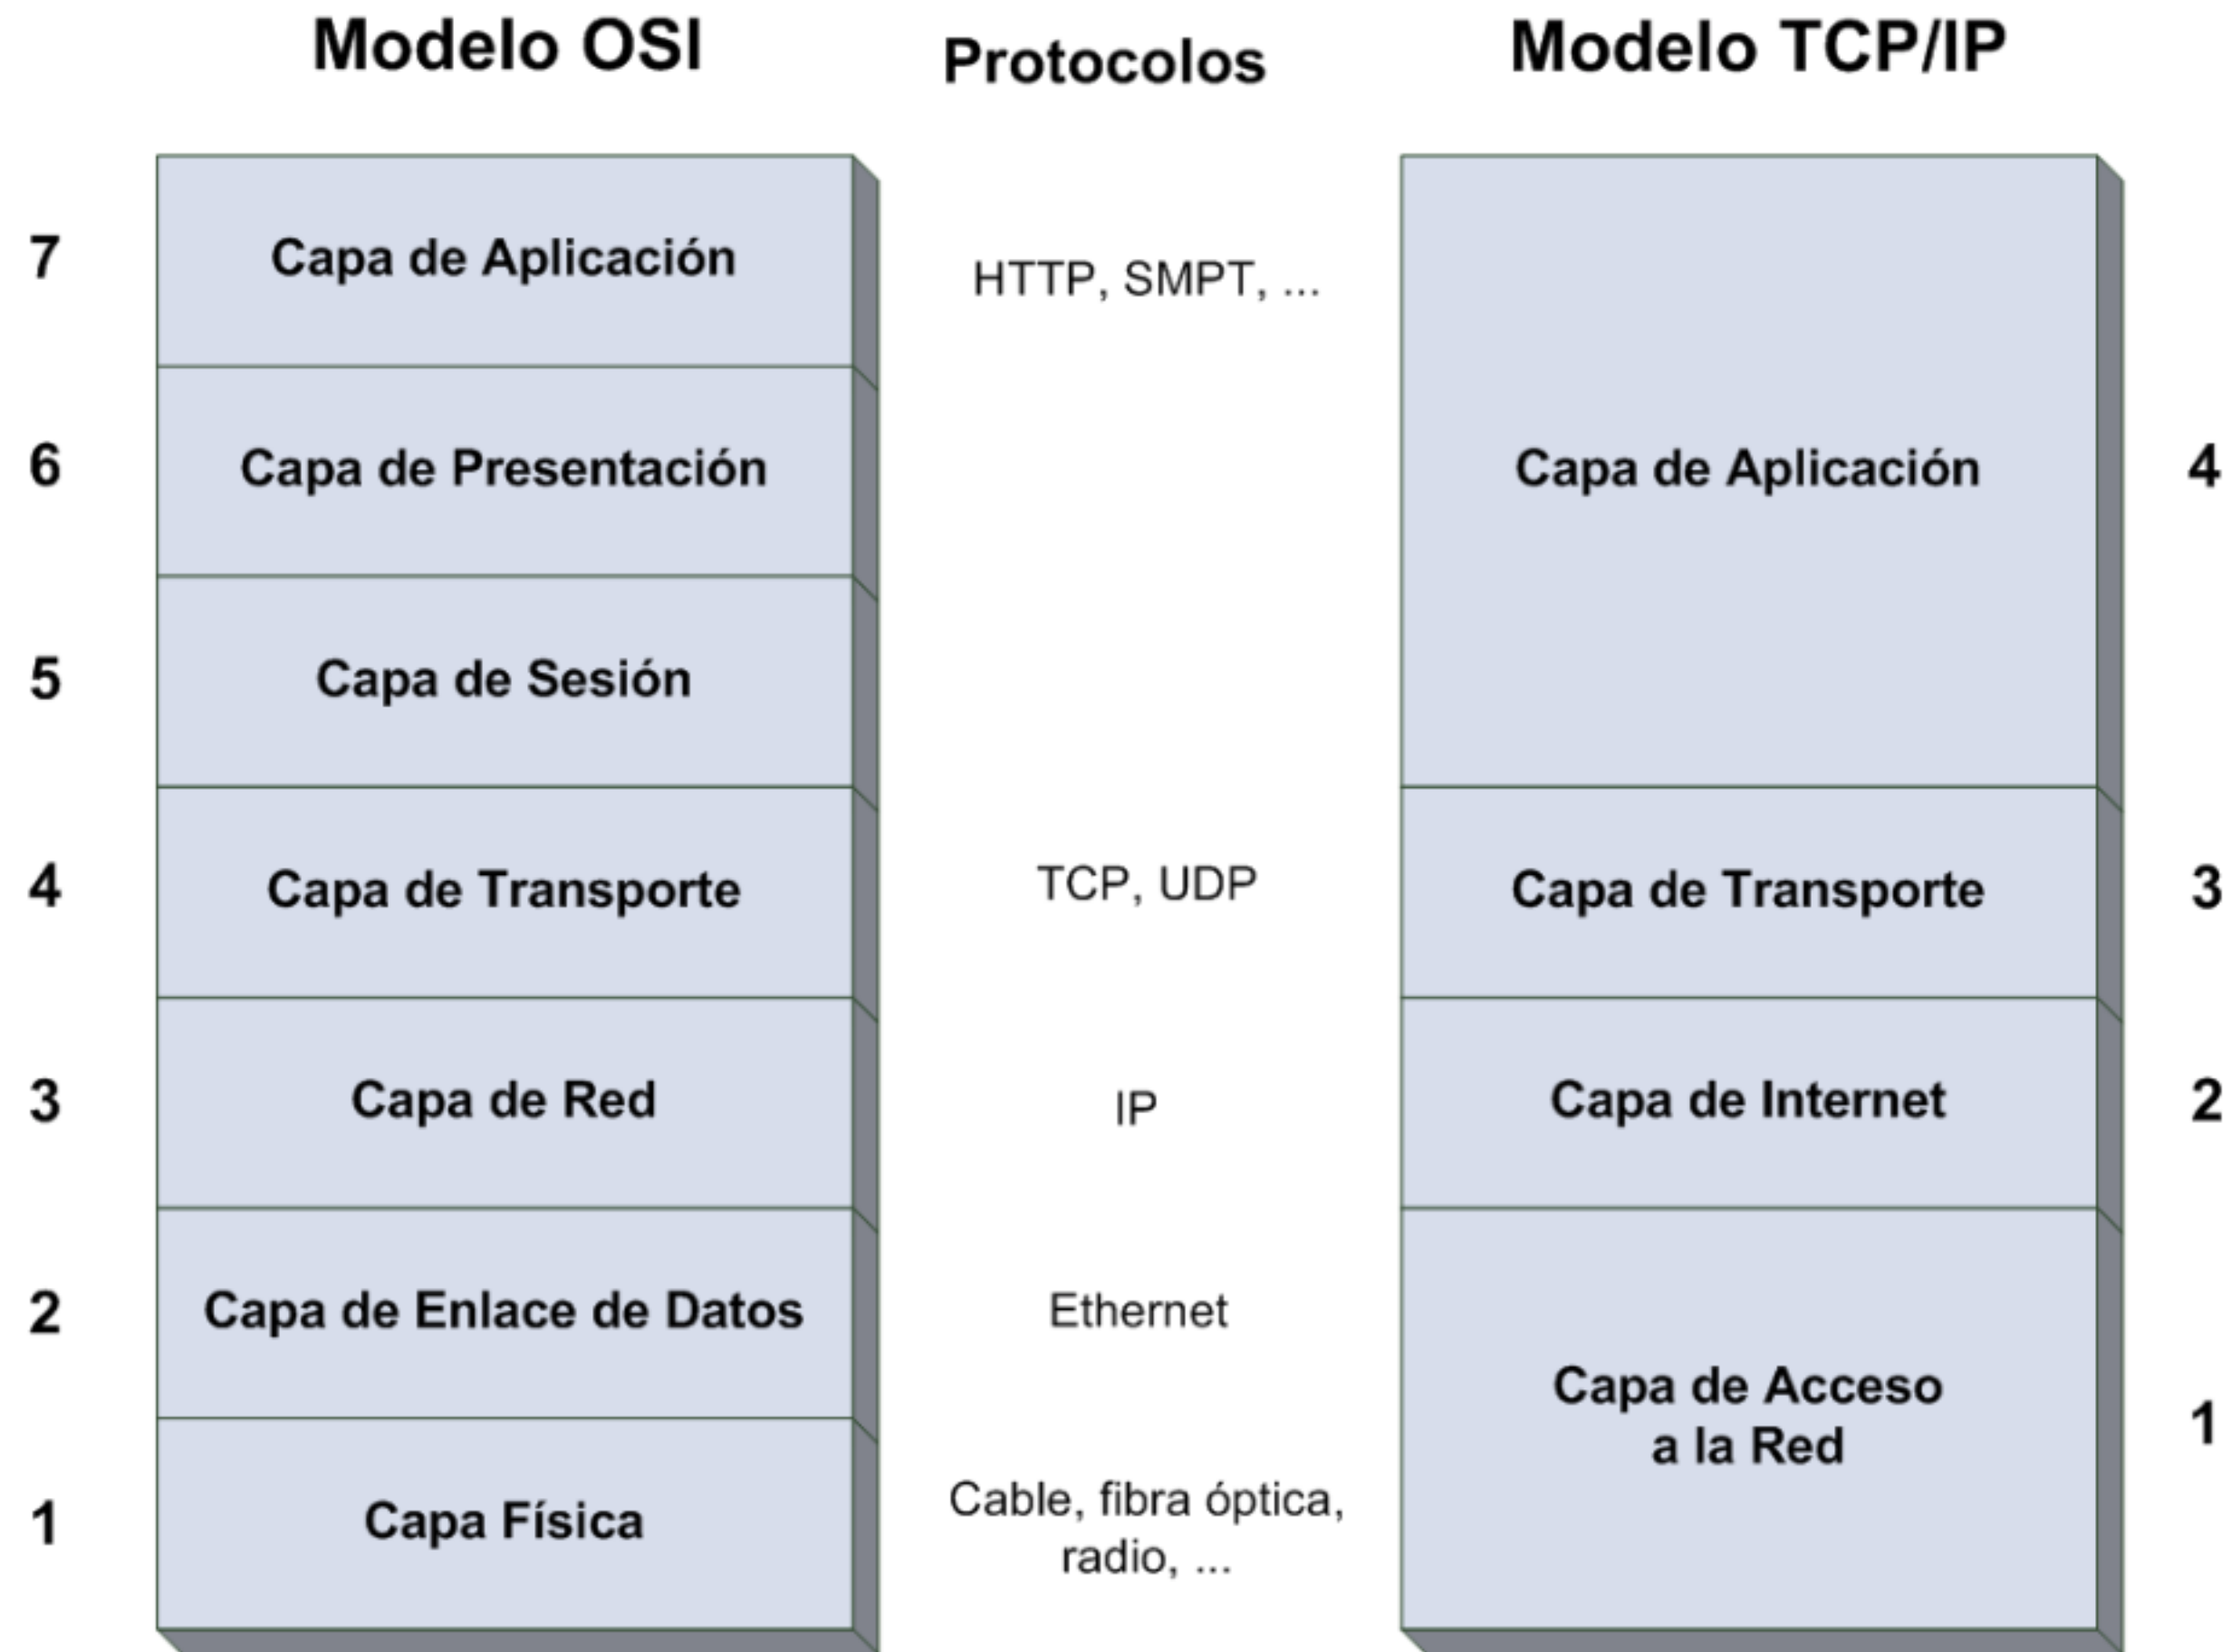 Modelo OSI
Protocolos
Modelo TCP/IP
7
Capa de Aplicación
HTTP, SMPT, ...
6
Capa de Presentación
Capa de Aplicación
4
5
Capa de Sesión
4
Capa de Transporte
TCP, UDP
Capa de Transporte
3
3
Capa de Red
IP
Capa de Internet
2
2
Capa de Enlace de Datos
Ethernet
Capa de Acceso
a la Red
1
1
Capa Física
Cable, fibra óptica,
radio, ...